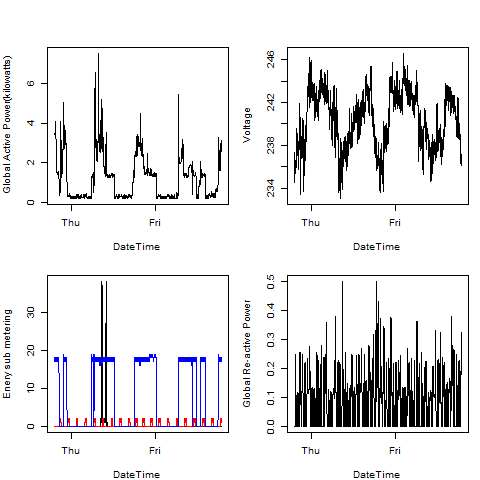 Global Active Power(kilowatts)
0 2 4 6
Thu Fri
DateTime
Voltage
234 238 242 246
Thu Fri
DateTime
Enery sub metering
0 10 20 30
Thu Fri
DateTime
Global Re-active Power
0.0 0.1 0.2 0.3 0.4 0.5
Thu Fri
DateTime